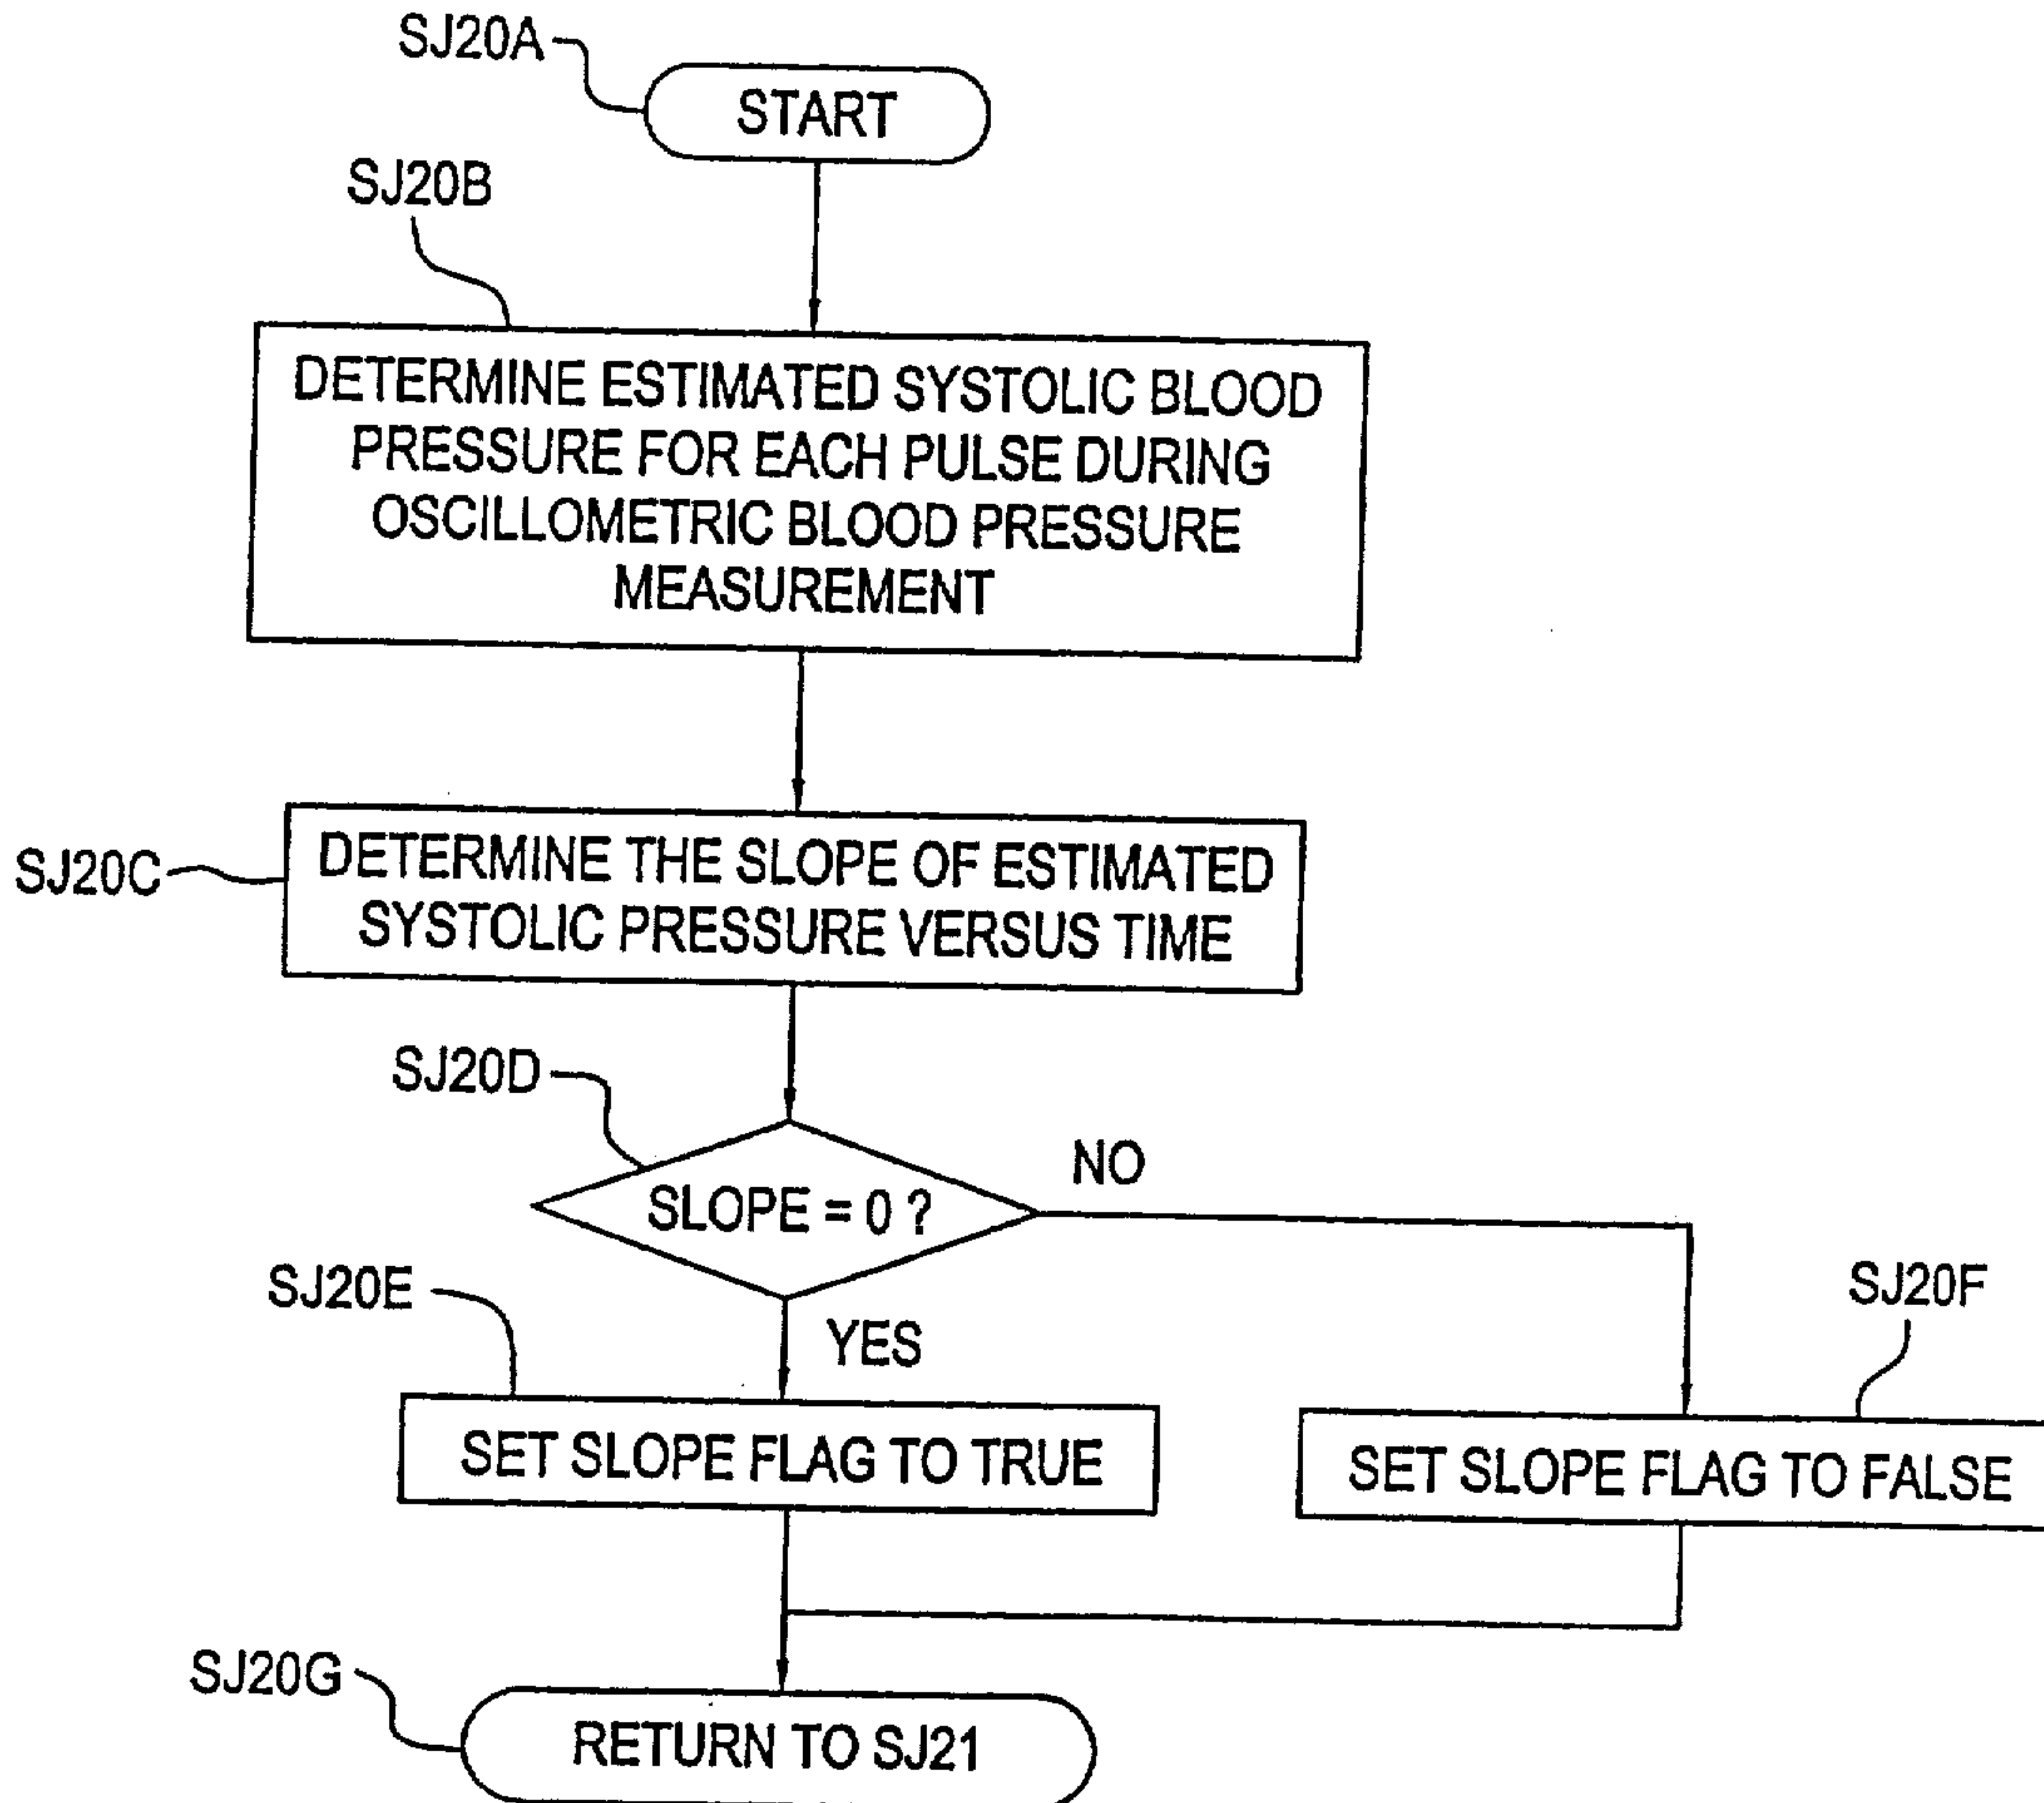 SJ20A
START
SJ20B
DETERMINE ESTIMATED SYSTOLIC BLOOD
PRESSURE FOR EACH PULSE DURING
OSCILLOMETRIC BLOOD PRESSURE
MEASUREMENT
SJ20C
DETERMINE THE SLOPE OF ESTIMATED
SYSTOLIC PRESSURE VERSUS TIME
SJ20D
SLOPE = 0 ?
NO
YES
SJ20E
SET SLOPE FLAG TO TRUE
SJ20F
SET SLOPE FLAG TO FALSE
SJ20G
RETURN TO SJ21